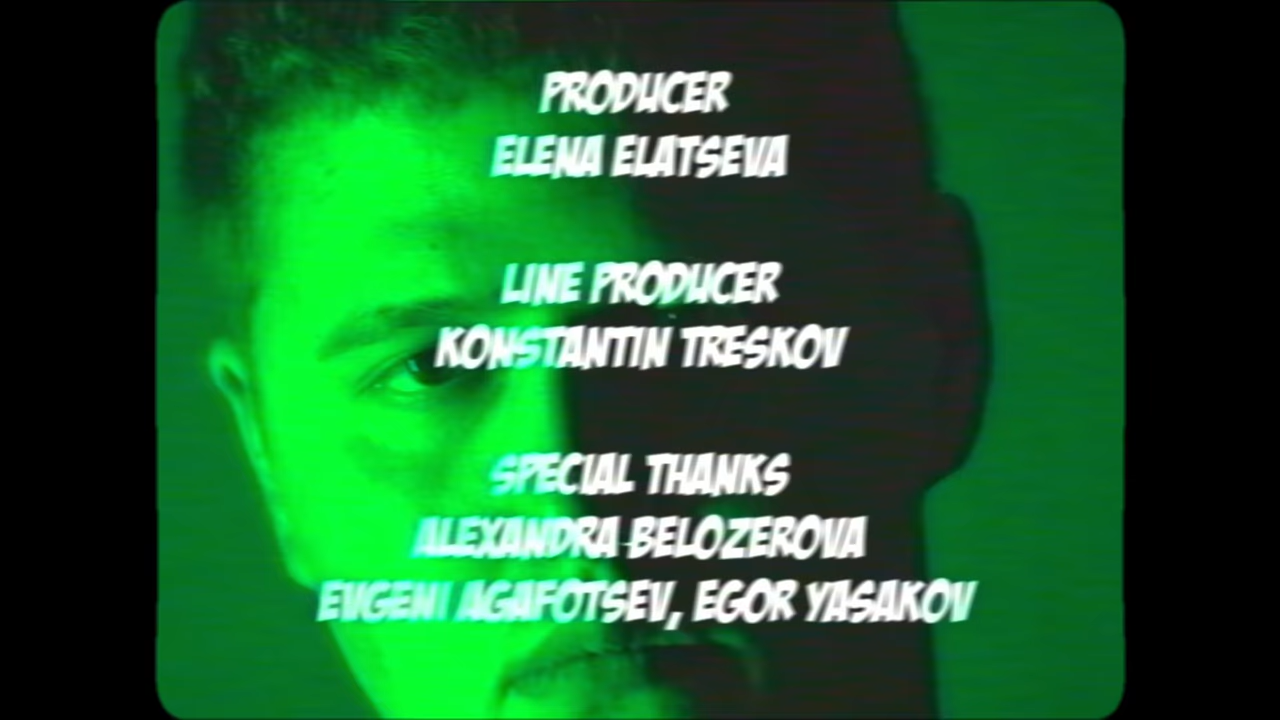 PRODUCER
ELENA ELATSEVA
LINE PRODUCER
KONSTANTIN TRESKOV
SPECIAL THANKS
ALEXANDRA BELOZEROVA
EVGENI AGAFOTSEV, EGOR YASAKOV